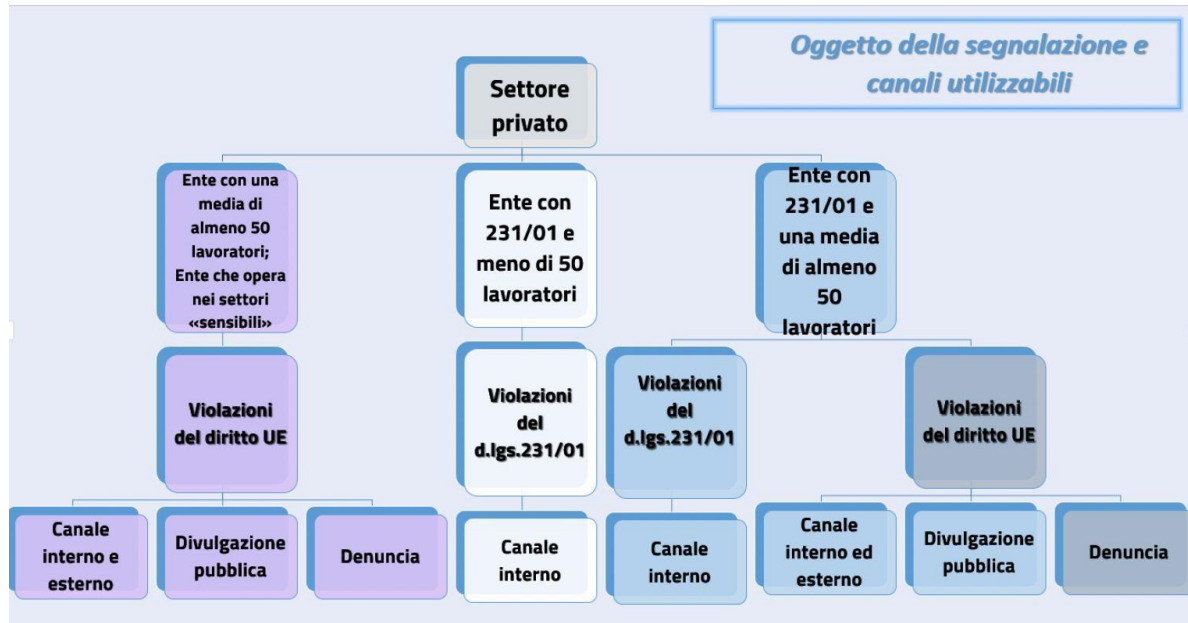 Oggetto della segnalazione e
canali utilizzabili
Settore
privato
Ente con una
media di
almeno 50
lavoratori;
Ente che opera
nei settori
«sensibili»
Ente con
231/01 e
meno di 50
lavoratori
Ente con
231/01 e
una media
di almeno
50
lavoratori
Violazioni
del diritto UE
Violazioni
del
d.lgs.231/01
Violazioni
del
d.lgs.231/01
Violazioni
del diritto UE
Canale
interno e
esterno
Divulgazione
pubblica
Denuncia
Canale
interno
Canale
interno
Canale
interno ed
esterno
Divulgazione
pubblica
Denuncia